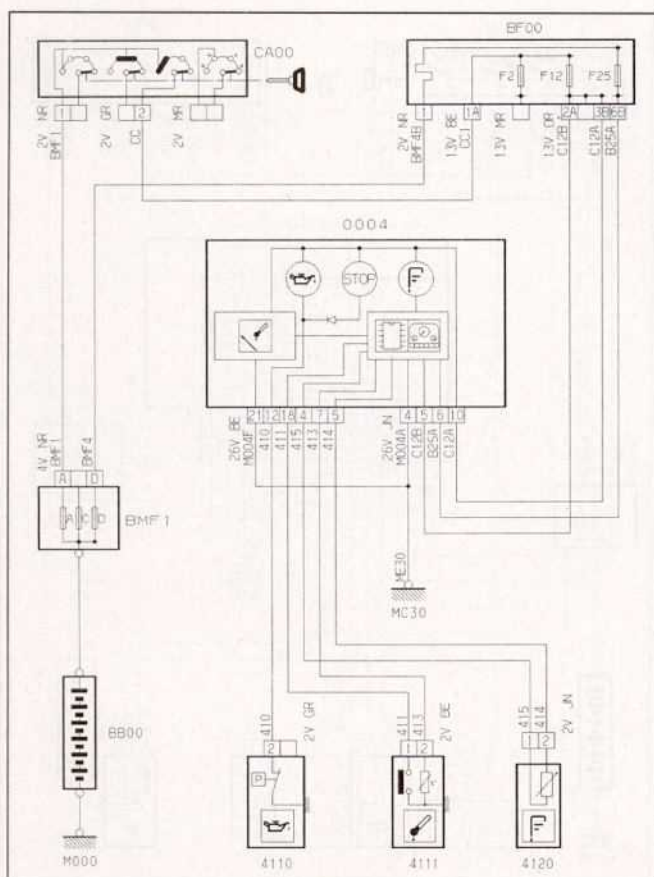 CA00
1
2
2V NR
BMF1
2V GR
CC
2V MR
BF00
F2
F12
F25
1
1A
2A
3B
6B
2V NR
BMF4B
13V BE
CC1
13V MR
13V OR
C12B
C12A
B25A
0004
STOP
21 12 18 4 7 5
4 5 6 10
26V BE
M004F
410
411
415
413
414
26V JN
M004A
C12B
B25A
C12A
4V NR
BMF1
BMF4
A
D
A C D
BMF1
ME30
MC30
BB00
M000
410
2
2V GR
P
4110
411
413
1 2
2V BE
4111
415
414
1 2
2V JN
4120